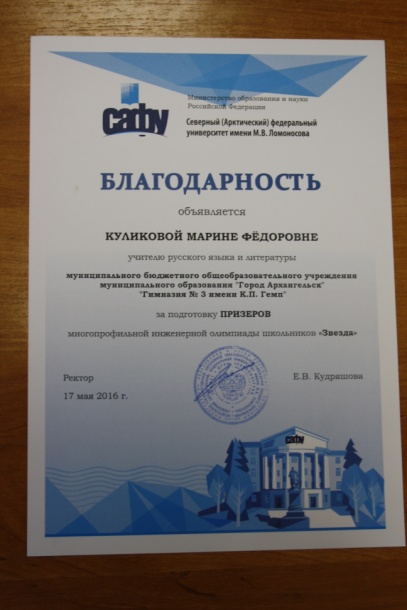 сафу
Министерство образования и науки
Российской Федерации
Северный (Арктический) федеральный
университет имени М.В. Ломоносова
БЛАГОДАРНОСТЬ
объявляется
КУЛИКОВОЙ МАРИНЕ ФЁДОРОВНЕ
учителю русского языка и литературы
муниципального бюджетного общеобразовательного учреждения
муниципального образования "Город Архангельск"
"Гимназия № 3 имени К.П. Гемп"
за подготовку ПРИЗЕРОВ
многопрофильной инженерной олимпиады школьников «Звезда»
Ректор
Е.В. Кудряшова
17 мая 2016 г.
сафу